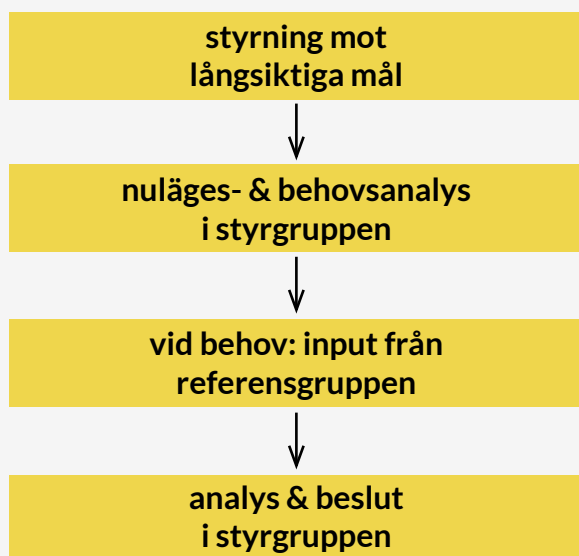 styrning mot
långsiktiga mål
nuläges- & behovsanalys
i styrgruppen
vid behov: input från
referensgruppen
analys & beslut
i styrgruppen